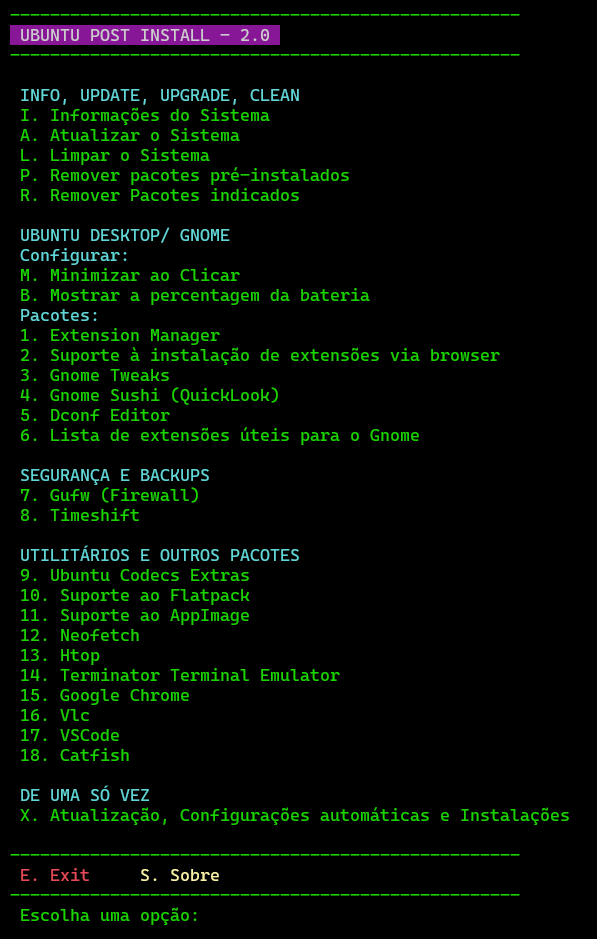 UBUNTU POST INSTALL - 2.0
INFO, UPDATE, UPGRADE, CLEAN
I. Informações do Sistema
A. Atualizar o Sistema
L. Limpar o Sistema
P. Remover pacotes pré-instalados
R. Remover Pacotes indicados
UBUNTU DESKTOP/ GNOME
Configurar:
M. Minimizar ao Clicar
B. Mostrar a percentagem da bateria
Pacotes:
1. Extension Manager
2. Suporte à instalação de extensões via browser
3. Gnome Tweaks
4. Gnome Sushi (QuickLook)
5. Dconf Editor
6. Lista de extensões úteis para o Gnome
SEGURANÇA E BACKUPS
7. Gufw (Firewall)
8. Timeshift
UTILITÁRIOS E OUTROS PACOTES
9. Ubuntu Codecs Extras
10. Suporte ao Flatpack
11. Suporte ao AppImage
12. Neofetch
13. Htop
14. Terminator Terminal Emulator
15. Google Chrome
16. Vlc
17. VSCode
18. Catfish
DE UMA SÓ VEZ
X. Atualização, Configurações automáticas e Instalações
E. Exit S. Sobre
Escolha uma opção: